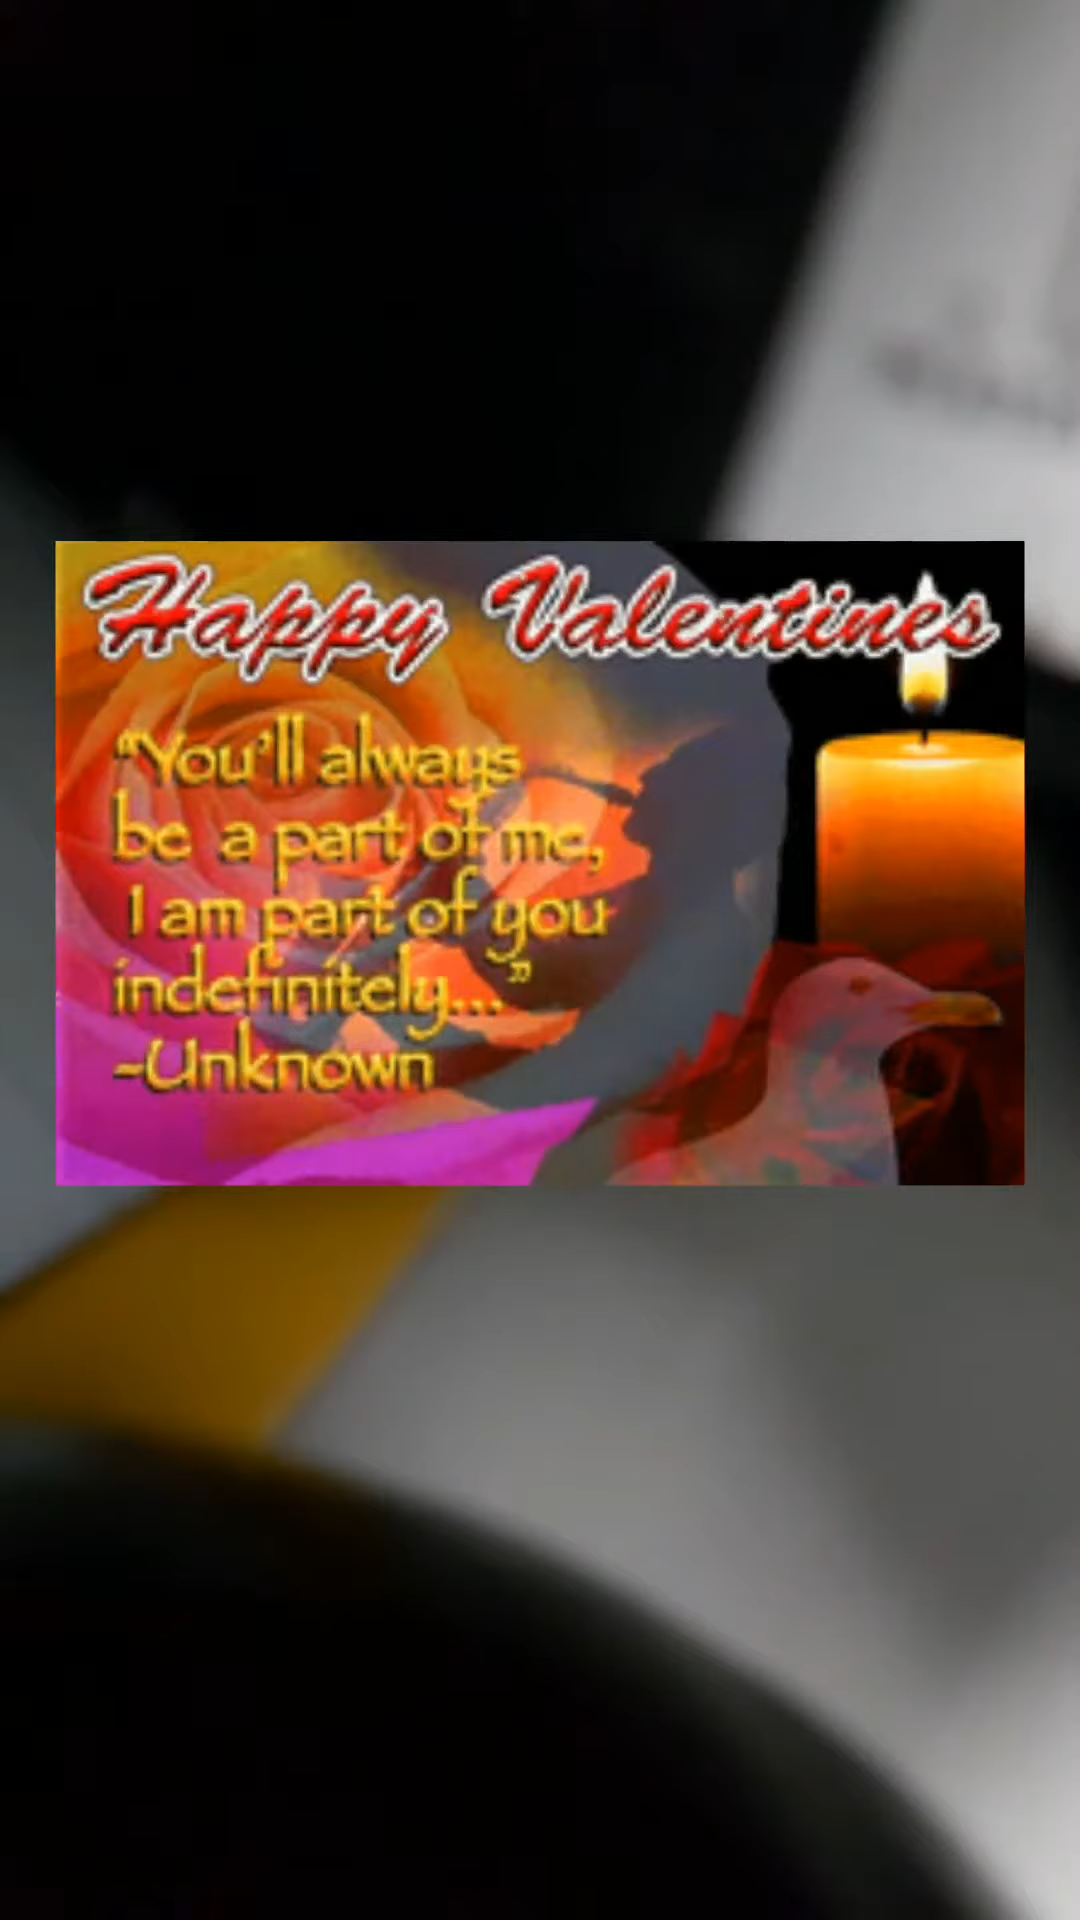 Happy Valentines
“You’ll always
be a part of me,
I am part of you
indefinitely...”
~Unknown